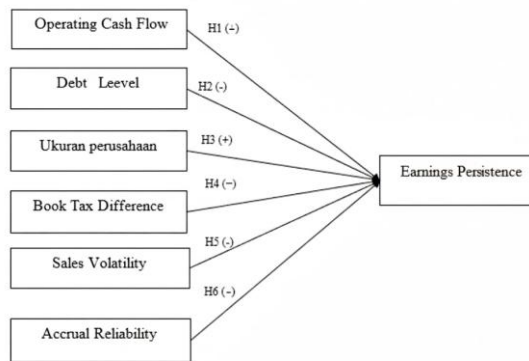 Operating Cash Flow
H1 (+)
Debt Leevel
H2 (-)
Ukuran perusahaan
H3 (+)
Earnings Persistence
H4 (−)
Book Tax Difference
H5 (-)
Sales Volatility
H6 (-)
Accrual Reliability